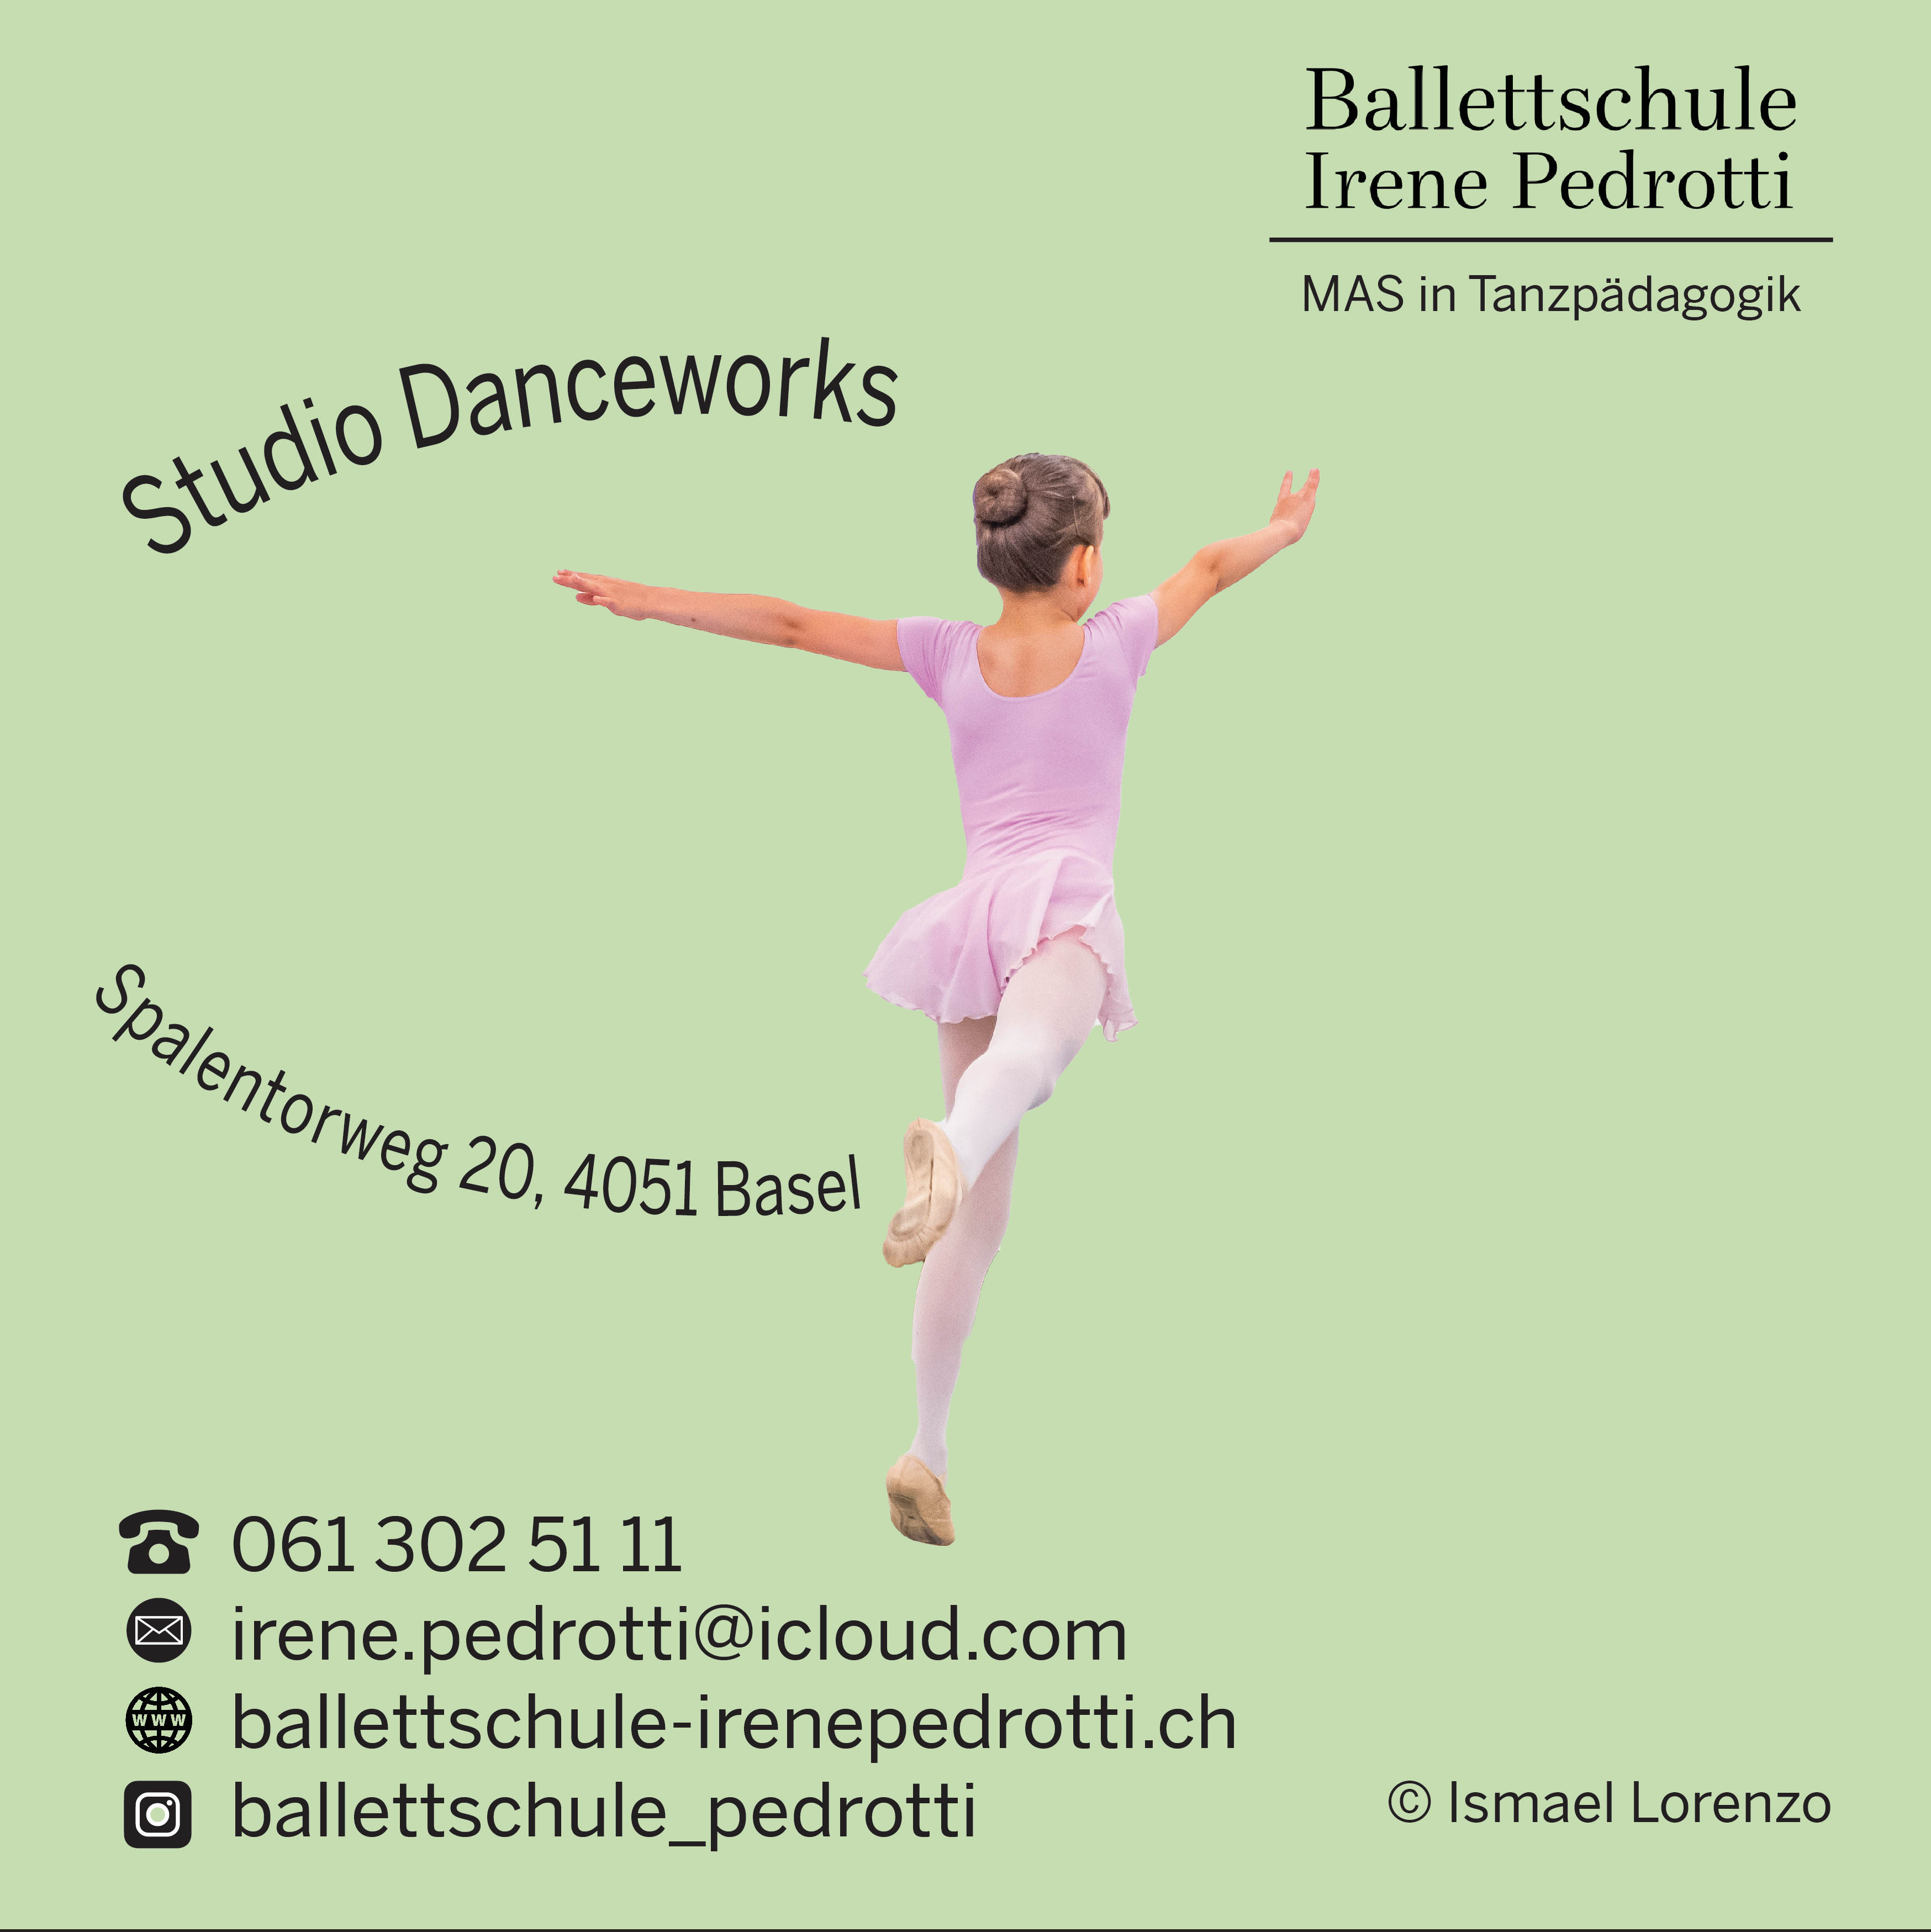 Ballettschule
Irene Pedrotti
MAS in Tanzpädagogik
Studio Danceworks
Spalentorweg 20, 4051 Basel
061 302 51 11
irene.pedrotti@icloud.com
www ballettschule-irenepedrotti.ch
ballettschule_pedrotti
© Ismael Lorenzo